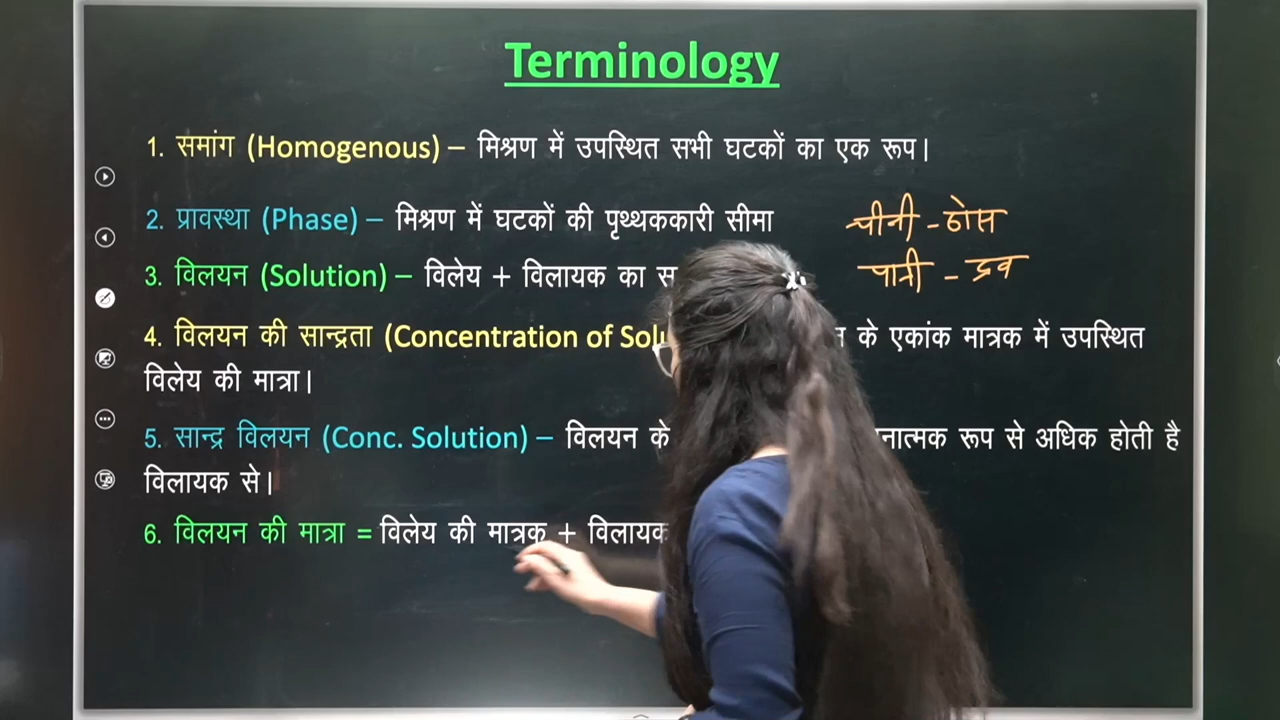 Terminology
1. समांग (Homogenous) – मिश्रण में उपस्थित सभी घटकों का एक रूप।
2. प्रावस्था (Phase) – मिश्रण में घटकों की पृथ्थककारी सीमा
चीनी - ठोस
3. विलयन (Solution) – विलेय + विलायक का
पानी - द्रव
4. विलयन की सान्द्रता (Concentration of के एकांक मात्रक में उपस्थित
विलेय की मात्रा।
5. सान्द्र विलयन (Conc. Solution) – विलयन के रूप से अधिक होती है
विलायक से।
6. विलयन की मात्रा = विलेय की मात्रक + विलायक